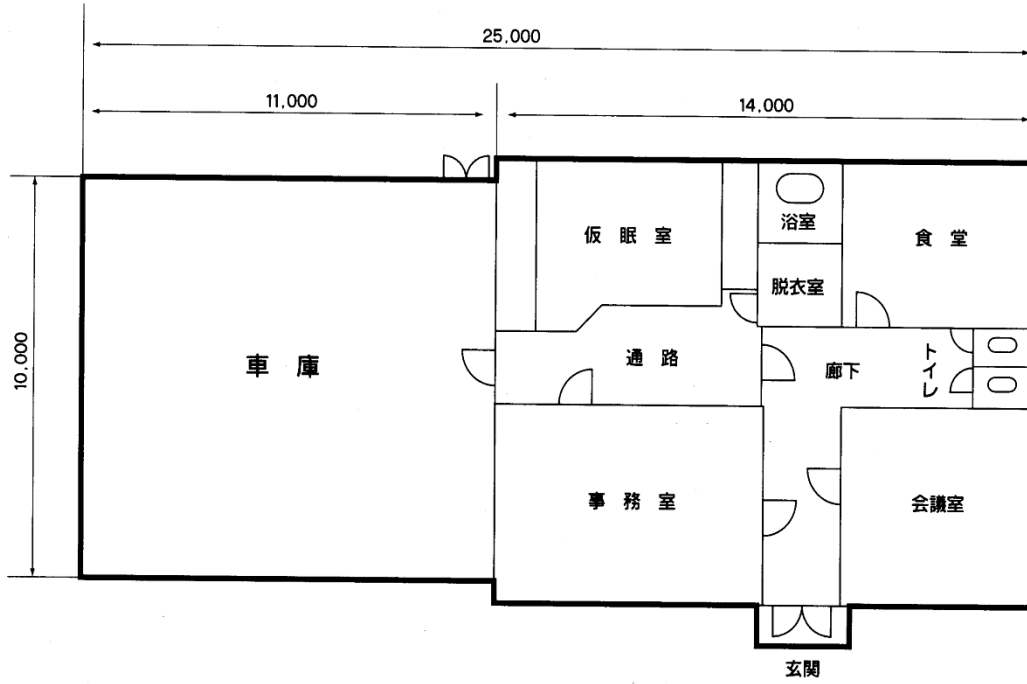 25,000
11,000
14,000
10,000
仮眠室
浴室
食堂
脱衣室
車庫
通路
廊下
トイレ
事務室
会議室
玄関